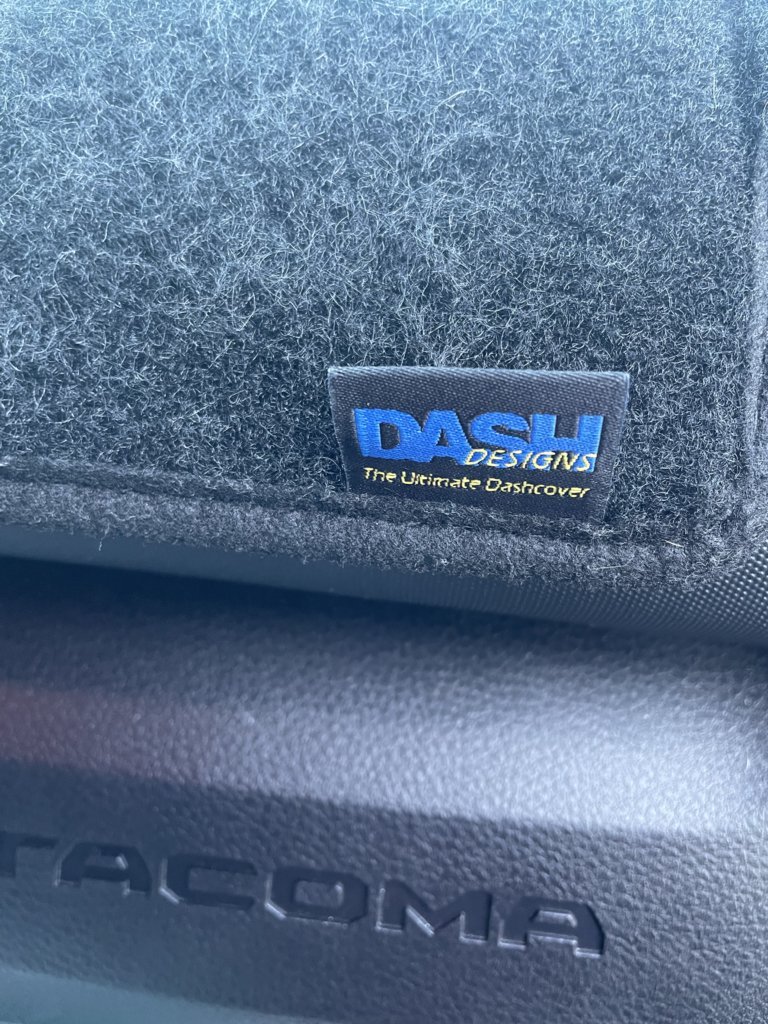 DASH
DESIGNS
The Ultimate Dashcover
TACOMA